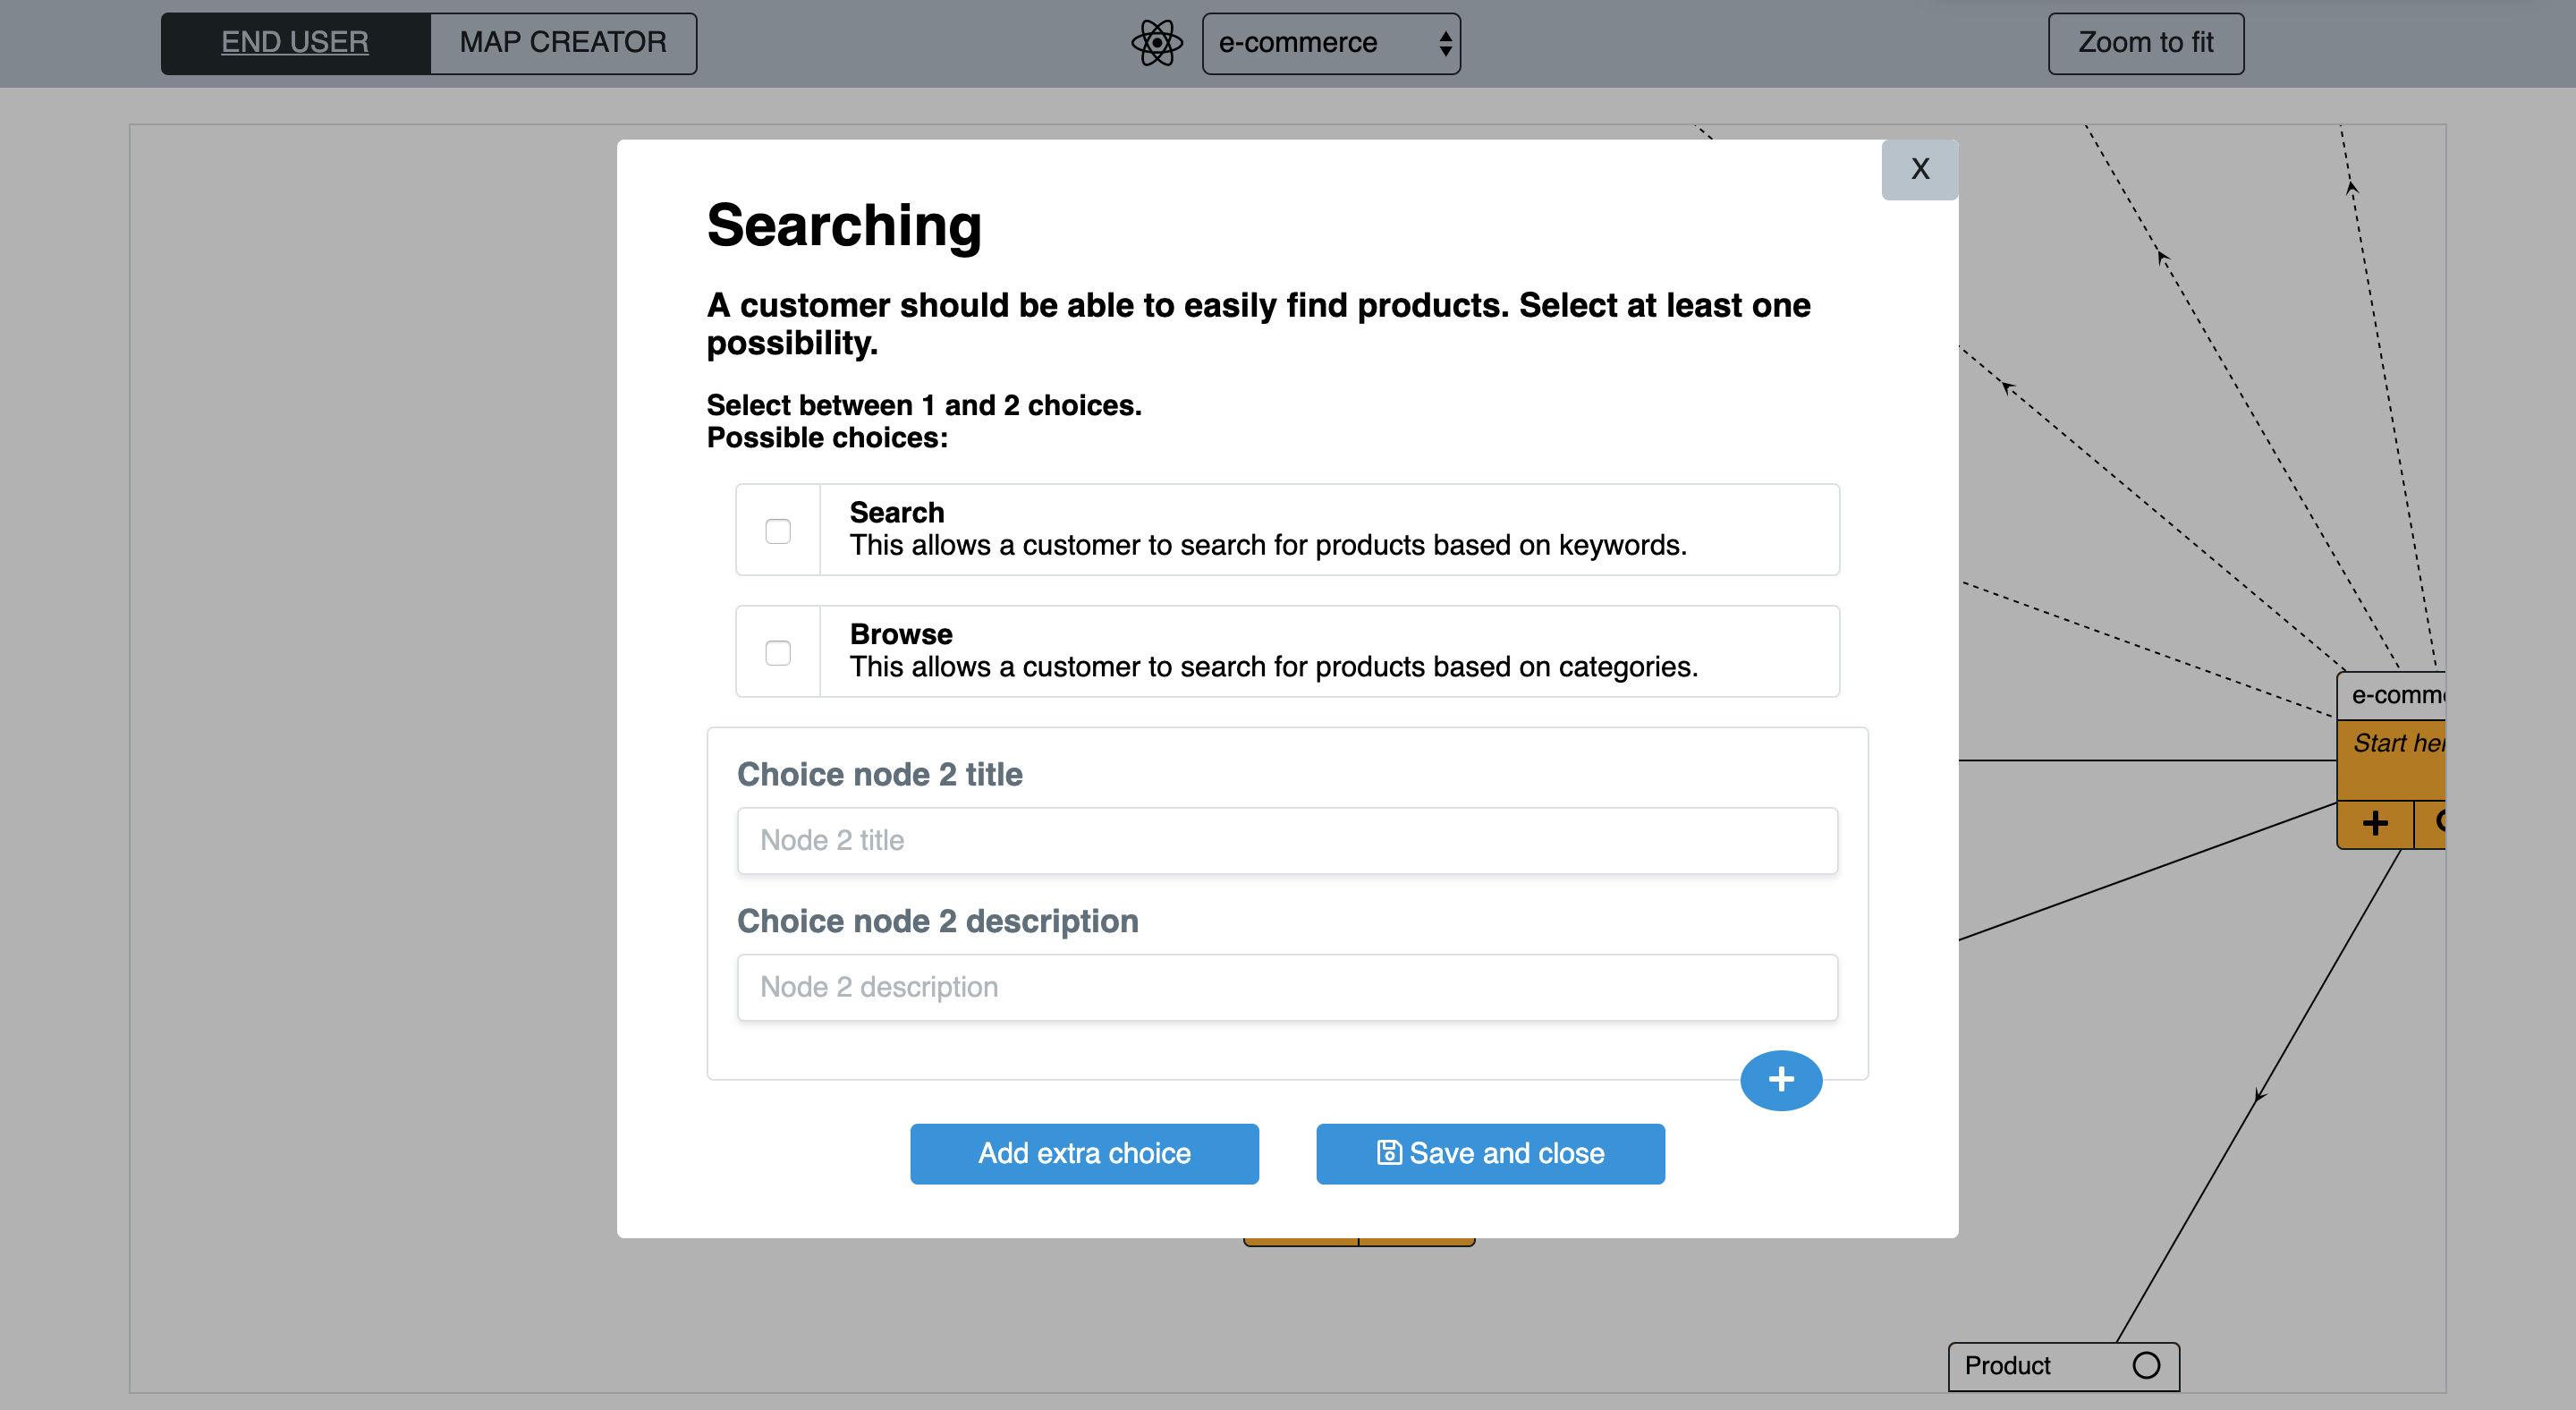 END USER
MAP CREATOR
e-commerce
Zoom to fit
X
Searching
A customer should be able to easily find products. Select at least one
possibility.
Select between 1 and 2 choices.
Possible choices:
Search
This allows a customer to search for products based on keywords.
Browse
This allows a customer to search for products based on categories.
Choice node 2 title
Node 2 title
Choice node 2 description
Node 2 description
+
Add extra choice
Save and close
e-comm
Start her
+
Product